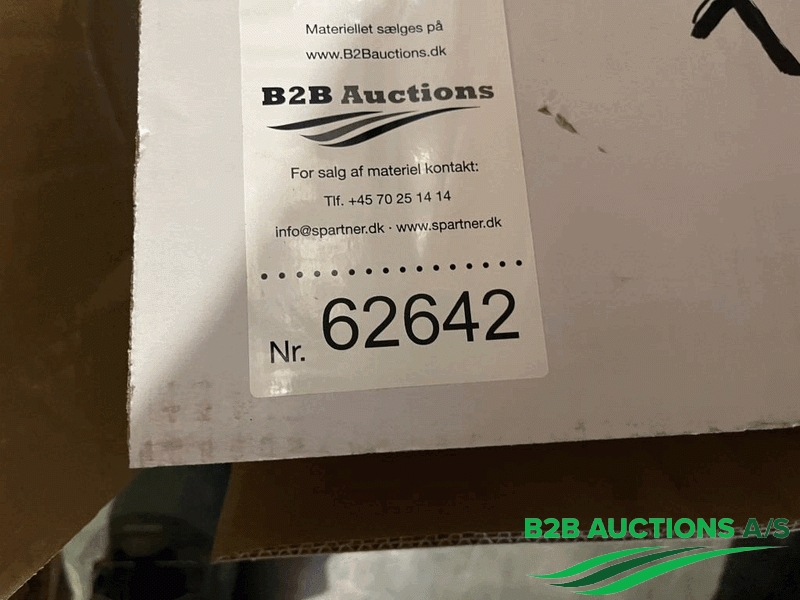 Materiellet sælges på
www.B2Bauctions.dk
B2B Auctions
For salg af materiel kontakt:
Tlf. +45 70 25 14 14
info@spartner.dk · www.spartner.dk
Nr. 62642
B2B AUCTIONS A/S